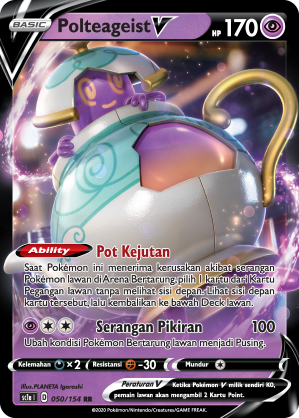 BASIC Polteageist V HP 170
Ability Pot Kejutan
Saat Pokémon ini menerima kerusakan akibat serangan
Pokémon lawan di Arena Bertarung, pilih 1 kartu dari Kartu
Pegangan lawan tanpa melihat sisi depan. Lihat sisi depan
kartu tersebut, lalu kembalikan ke bawah Deck lawan.
Serangan Pikiran 100
Ubah kondisi Pokémon Bertarung lawan menjadi Pusing.
Kelemahan ×2 Resistansi -30 Mundur
Illus. PLANETA Igarashi
sc1a I D 050/154 RR
Peraturan V Ketika Pokémon V milik sendiri KO,
pemain lawan akan mengambil 2 Kartu Point.
©2020 Pokémon/Nintendo/Creatures/GAME FREAK.